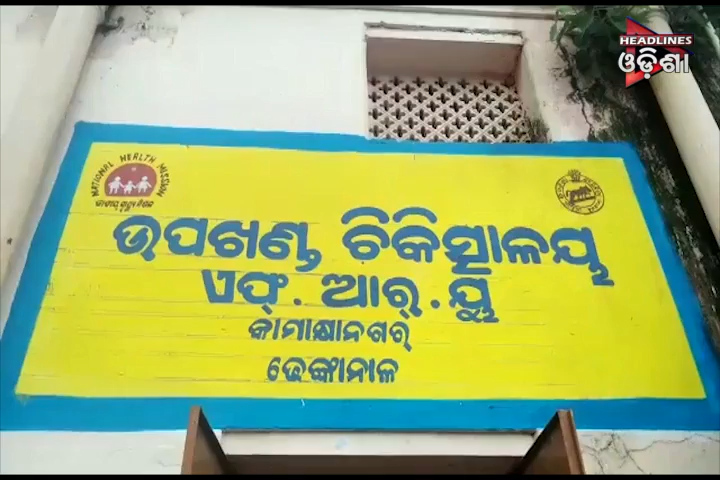 HEADLINES
ଓଡ଼ିଶା
NATIONAL HEALTH MISSION
ଉପଖଣ୍ଡ ଚିକିତ୍ସାଳୟ
ଏଫ୍. ଆର୍. ୟୁ
କାମାକ୍ଷାନଗର୍
ଢେଙ୍କାନାଳ